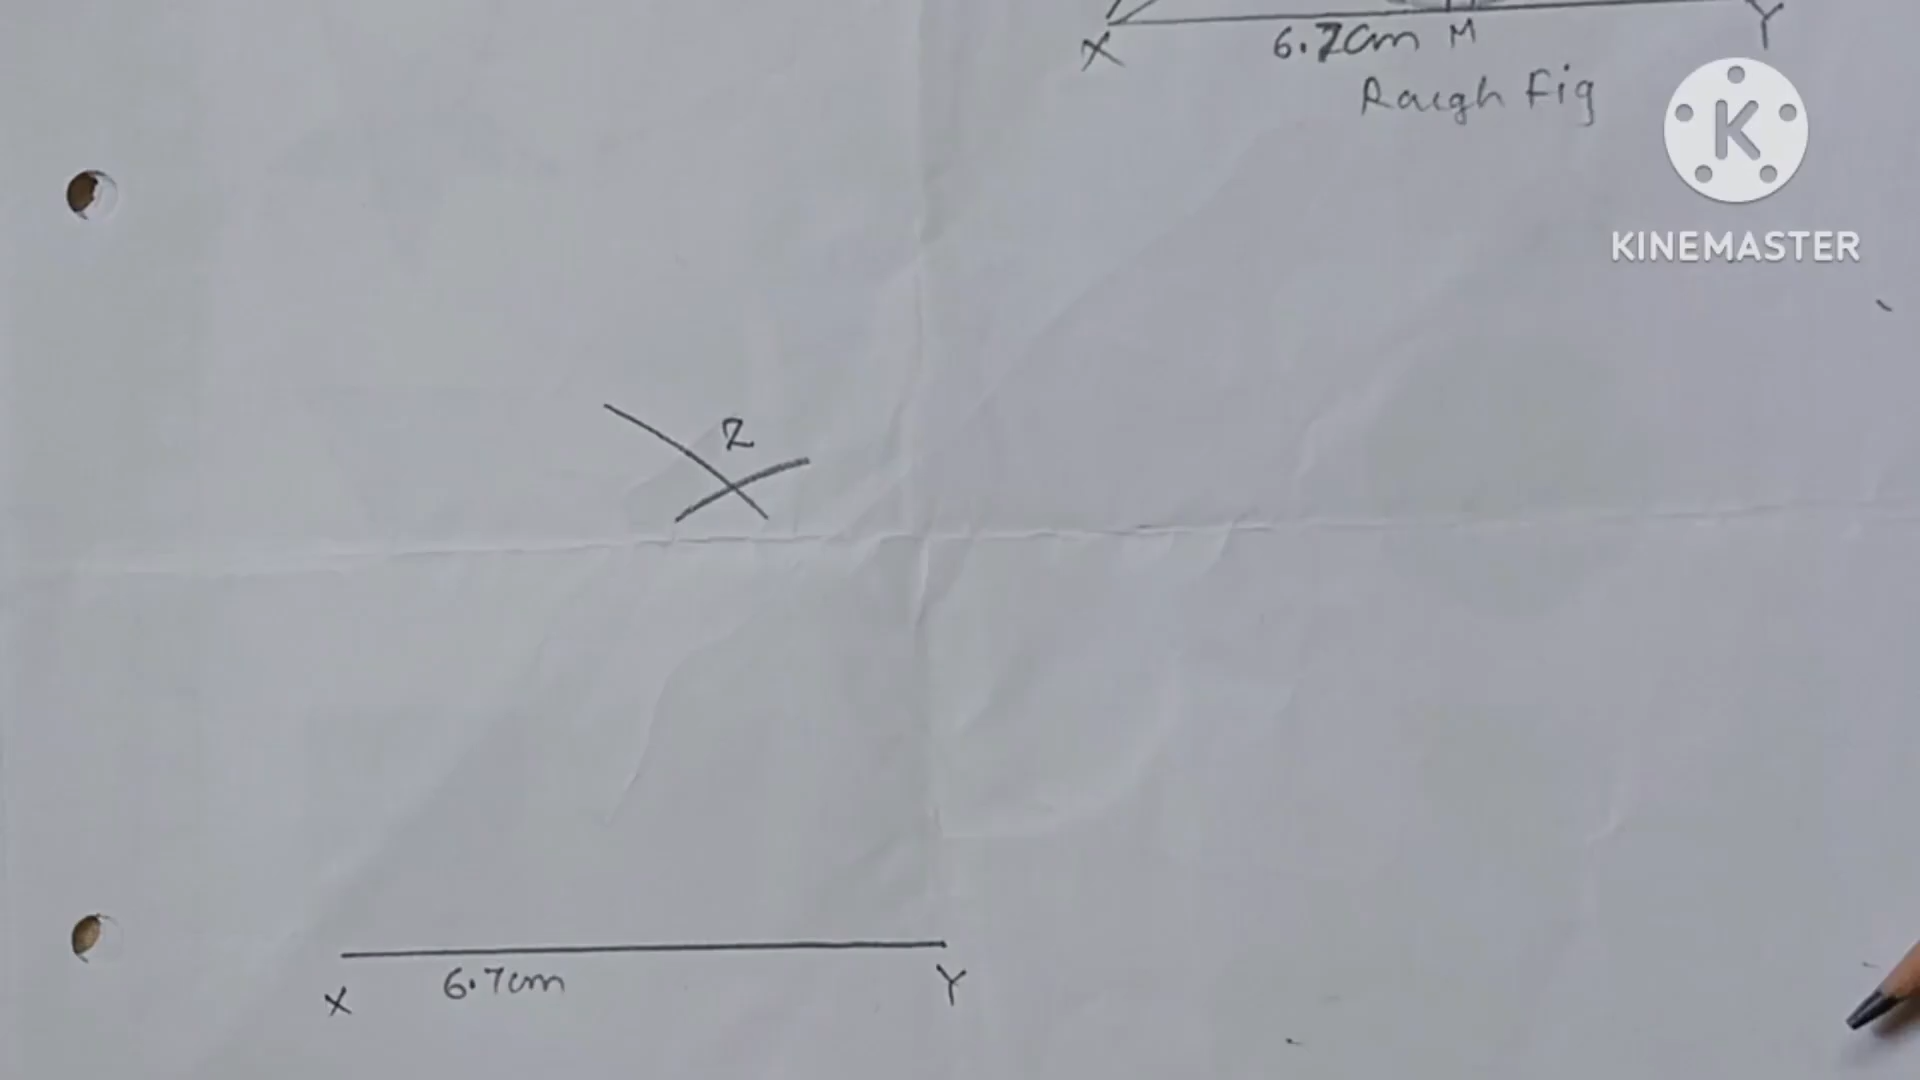 X 6.7cm M Y
Rough Fig
K
KINEMASTER
Z
6.7cm
X Y